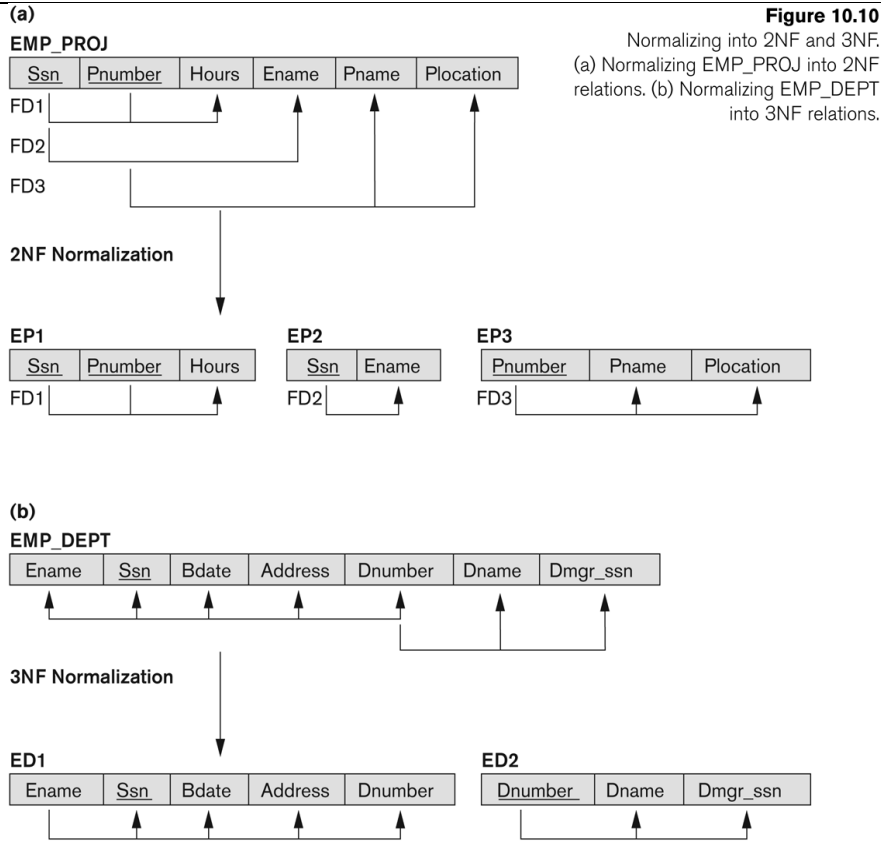 (a)
Figure 10.10
Normalizing into 2NF and 3NF.
(a) Normalizing EMP_PROJ into 2NF
relations. (b) Normalizing EMP_DEPT
into 3NF relations.
EMP_PROJ
Ssn Pnumber Hours Ename Pname Plocation
FD1
FD2
FD3
2NF Normalization
EP1 EP2 EP3
Ssn Pnumber Hours Ssn Ename Pnumber Pname Plocation
FD1 FD2 FD3
(b)
EMP_DEPT
Ename Ssn Bdate Address Dnumber Dname Dmgr_ssn
3NF Normalization
ED1 ED2
Ename Ssn Bdate Address Dnumber Dnumber Dname Dmgr_ssn